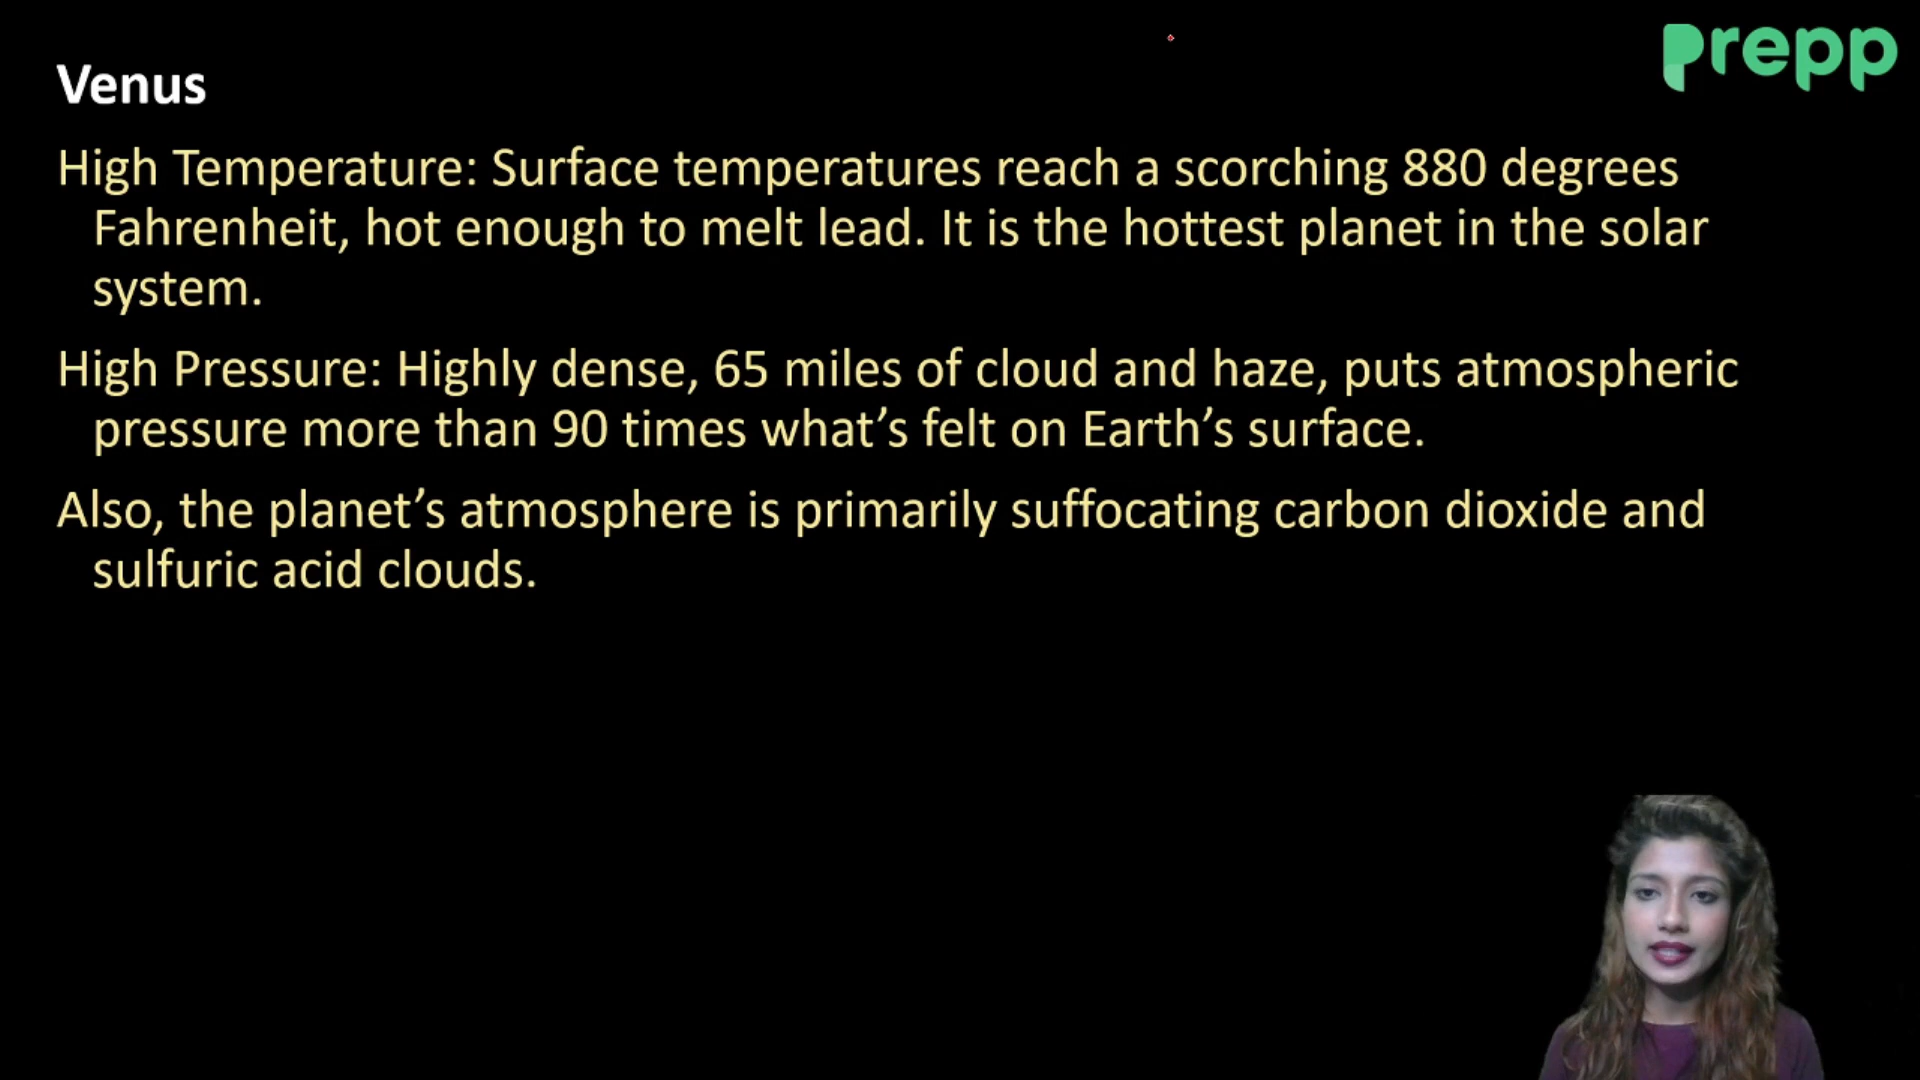 prepp
Venus
High Temperature: Surface temperatures reach a scorching 880 degrees
Fahrenheit, hot enough to melt lead. It is the hottest planet in the solar
system.
High Pressure: Highly dense, 65 miles of cloud and haze, puts atmospheric
pressure more than 90 times what’s felt on Earth’s surface.
Also, the planet’s atmosphere is primarily suffocating carbon dioxide and
sulfuric acid clouds.